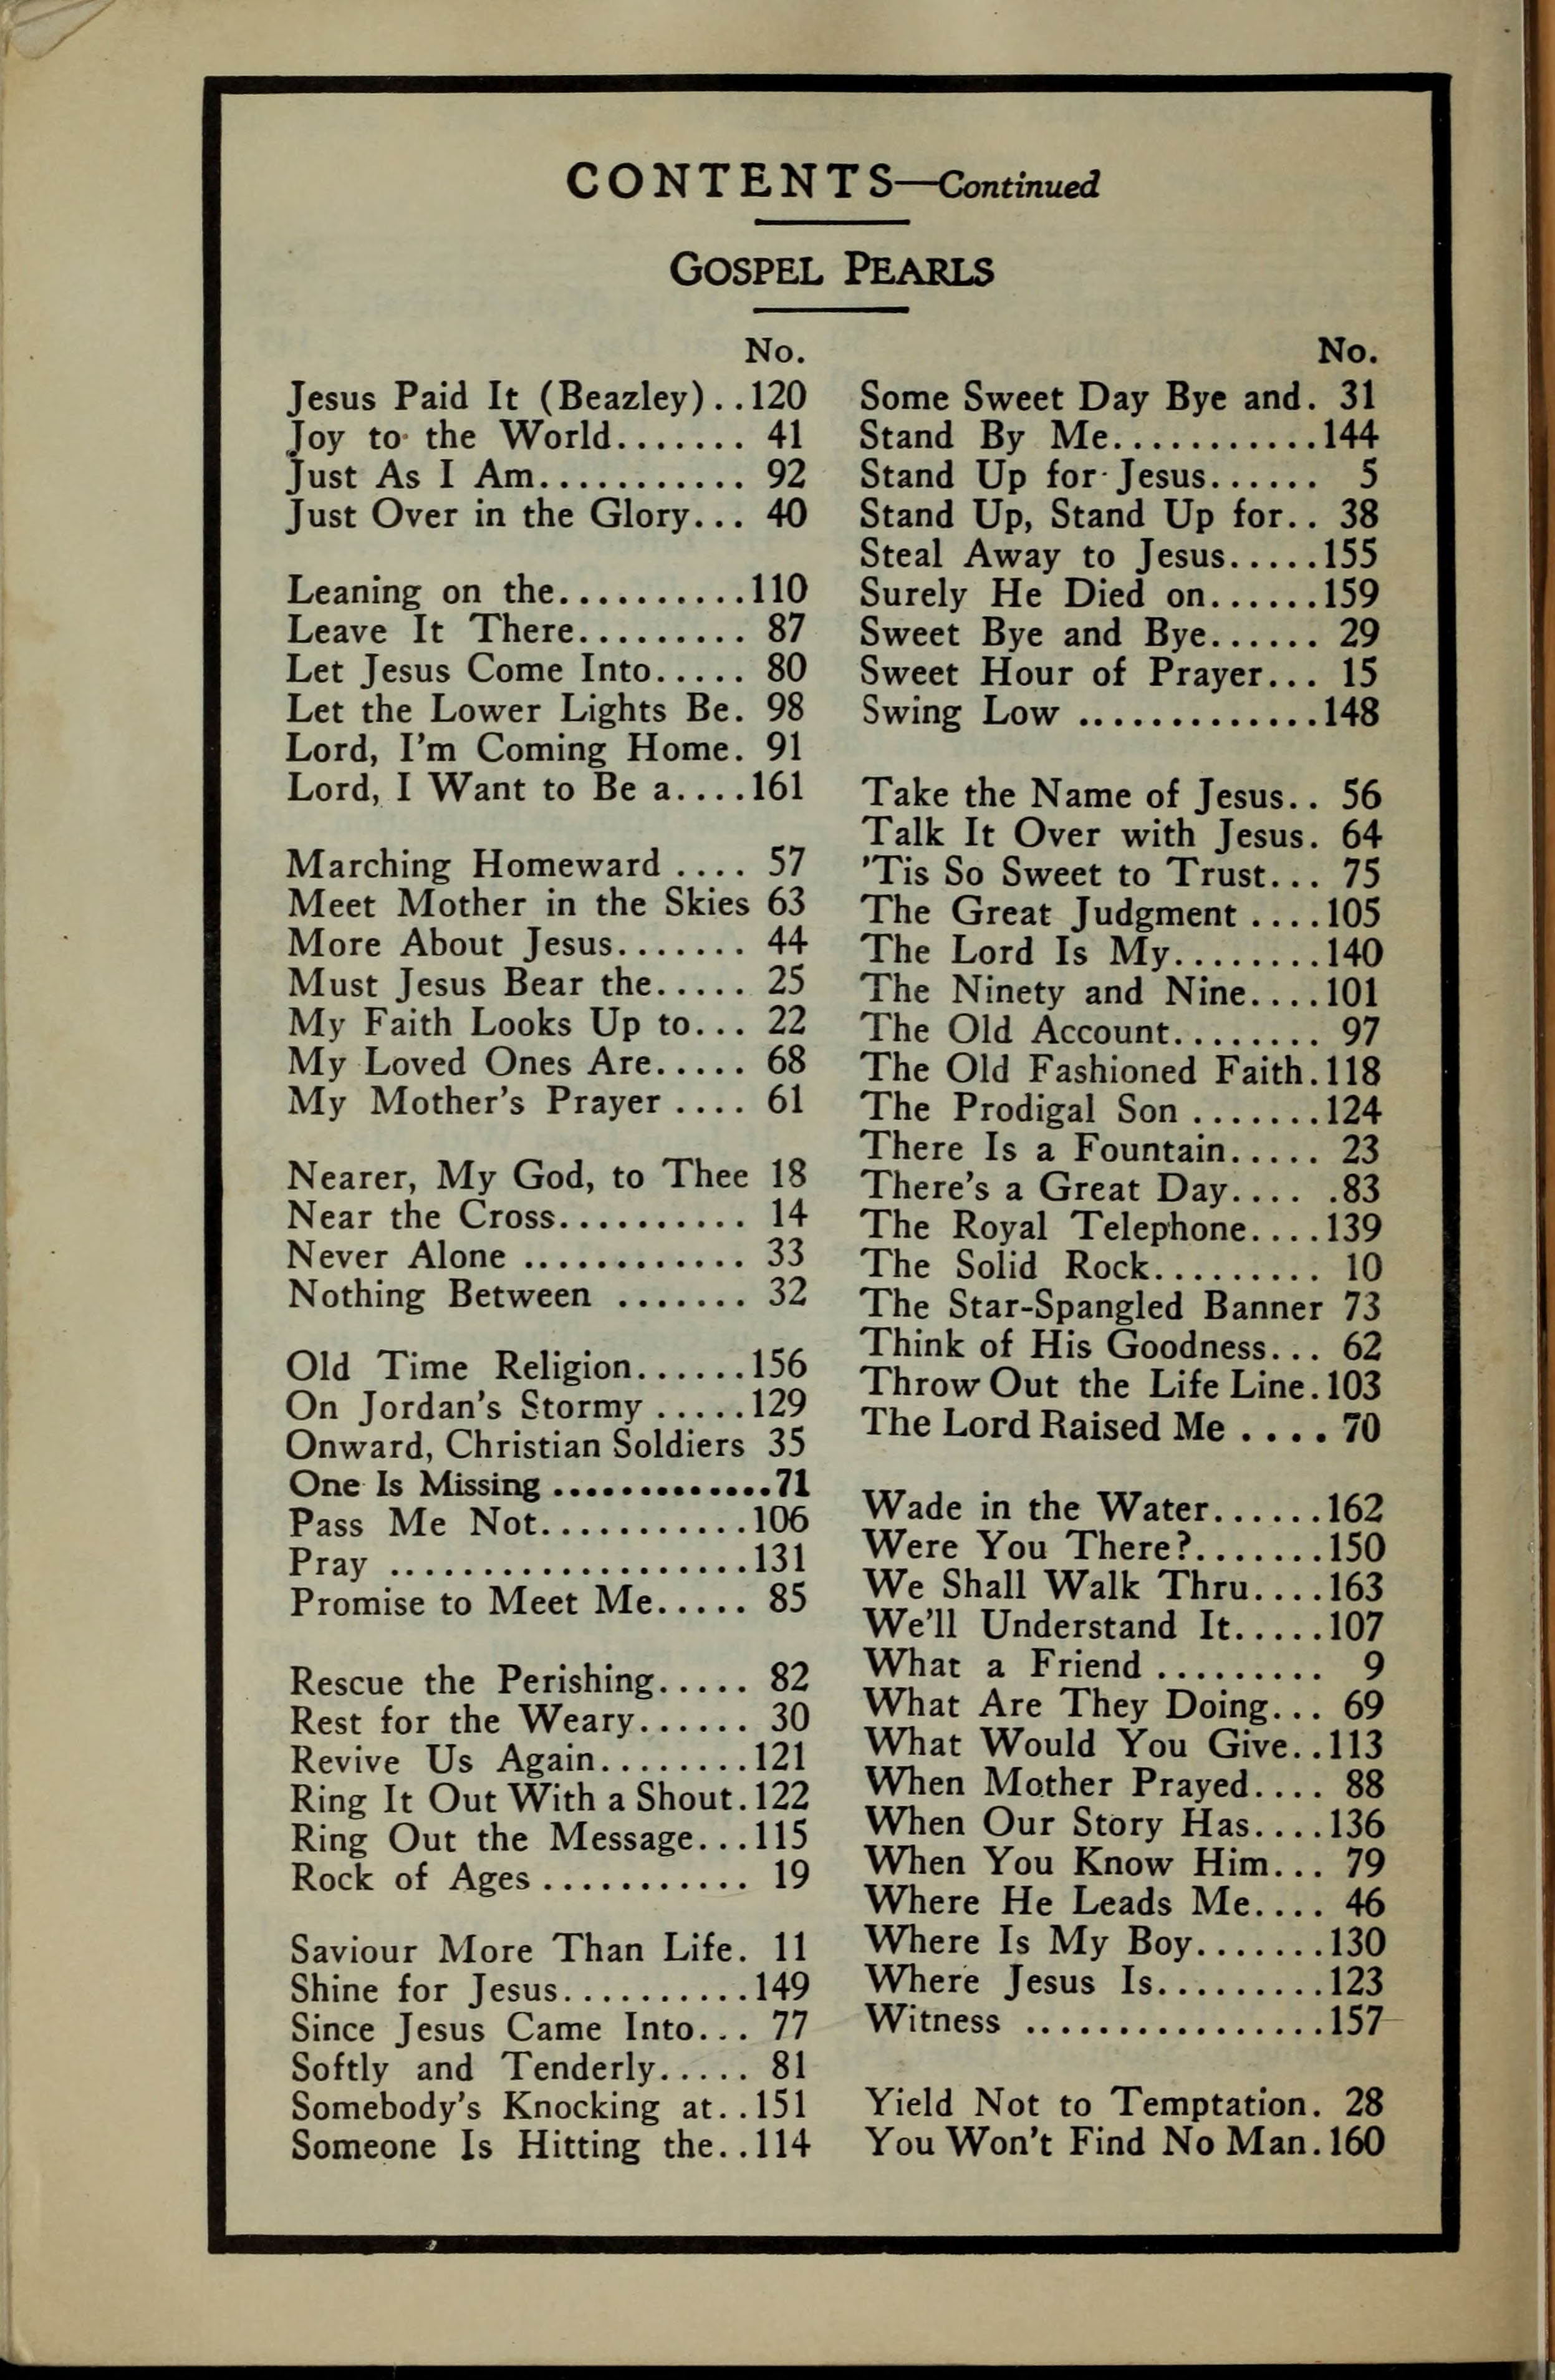 CONTENTS—Continued
GOSPEL PEARLS
No.
Jesus Paid It (Beazley)..120
Joy to the World....... 41
Just As I Am........... 92
Just Over in the Glory... 40
Leaning on the..........110
Leave It There......... 87
Let Jesus Come Into..... 80
Let the Lower Lights Be. 98
Lord, I'm Coming Home. 91
Lord, I Want to Be a....161
Marching Homeward .... 57
Meet Mother in the Skies 63
More About Jesus....... 44
Must Jesus Bear the..... 25
My Faith Looks Up to... 22
My Loved Ones Are..... 68
My Mother's Prayer .... 61
Nearer, My God, to Thee 18
Near the Cross.......... 14
Never Alone ............ 33
Nothing Between ....... 32
Old Time Religion......156
On Jordan's Stormy .....129
Onward, Christian Soldiers 35
One Is Missing .............71
Pass Me Not...........106
Pray ...................131
Promise to Meet Me..... 85
Rescue the Perishing..... 82
Rest for the Weary...... 30
Revive Us Again........121
Ring It Out With a Shout.122
Ring Out the Message...115
Rock of Ages ........... 19
Saviour More Than Life. 11
Shine for Jesus..........149
Since Jesus Came Into... 77
Softly and Tenderly..... 81
Somebody's Knocking at..151
Someone Is Hitting the..114
No.
Some Sweet Day Bye and. 31
Stand By Me...........144
Stand Up for Jesus...... 5
Stand Up, Stand Up for.. 38
Steal Away to Jesus.....155
Surely He Died on......159
Sweet Bye and Bye...... 29
Sweet Hour of Prayer... 15
Swing Low .............148
Take the Name of Jesus.. 56
Talk It Over with Jesus. 64
'Tis So Sweet to Trust... 75
The Great Judgment ....105
The Lord Is My........140
The Ninety and Nine....101
The Old Account........ 97
The Old Fashioned Faith.118
The Prodigal Son .......124
There Is a Fountain..... 23
There's a Great Day.... .83
The Royal Telephone....139
The Solid Rock......... 10
The Star-Spangled Banner 73
Think of His Goodness... 62
Throw Out the Life Line.103
The Lord Raised Me .... 70
Wade in the Water......162
Were You There?.......150
We Shall Walk Thru....163
We'll Understand It.....107
What a Friend ......... 9
What Are They Doing... 69
What Would You Give..113
When Mother Prayed.... 88
When Our Story Has....136
When You Know Him... 79
Where He Leads Me.... 46
Where Is My Boy.......130
Where Jesus Is.........123
Witness ................157
Yield Not to Temptation. 28
You Won't Find No Man.160